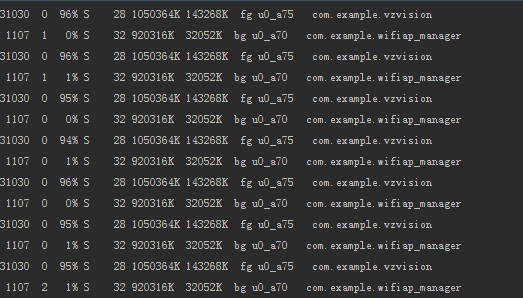 31030 0 96% S 28 1050364K 143268K fg u0_a75 com.example.vzvision
1107 1 0% S 32 920316K 32052K bg u0_a70 com.example.wifiap_manager
31030 0 96% S 28 1050364K 143268K fg u0_a75 com.example.vzvision
1107 1 1% S 32 920316K 32052K bg u0_a70 com.example.wifiap_manager
31030 0 95% S 28 1050364K 143268K fg u0_a75 com.example.vzvision
1107 0 0% S 32 920316K 32052K bg u0_a70 com.example.wifiap_manager
31030 0 94% S 28 1050364K 143268K fg u0_a75 com.example.vzvision
1107 0 1% S 32 920316K 32052K bg u0_a70 com.example.wifiap_manager
31030 0 96% S 28 1050364K 143268K fg u0_a75 com.example.vzvision
1107 0 0% S 32 920316K 32052K bg u0_a70 com.example.wifiap_manager
31030 0 95% S 28 1050364K 143268K fg u0_a75 com.example.vzvision
1107 0 1% S 32 920316K 32052K bg u0_a70 com.example.wifiap_manager
31030 0 95% S 28 1050364K 143268K fg u0_a75 com.example.vzvision
1107 2 1% S 32 920316K 32052K bg u0_a70 com.example.wifiap_manager